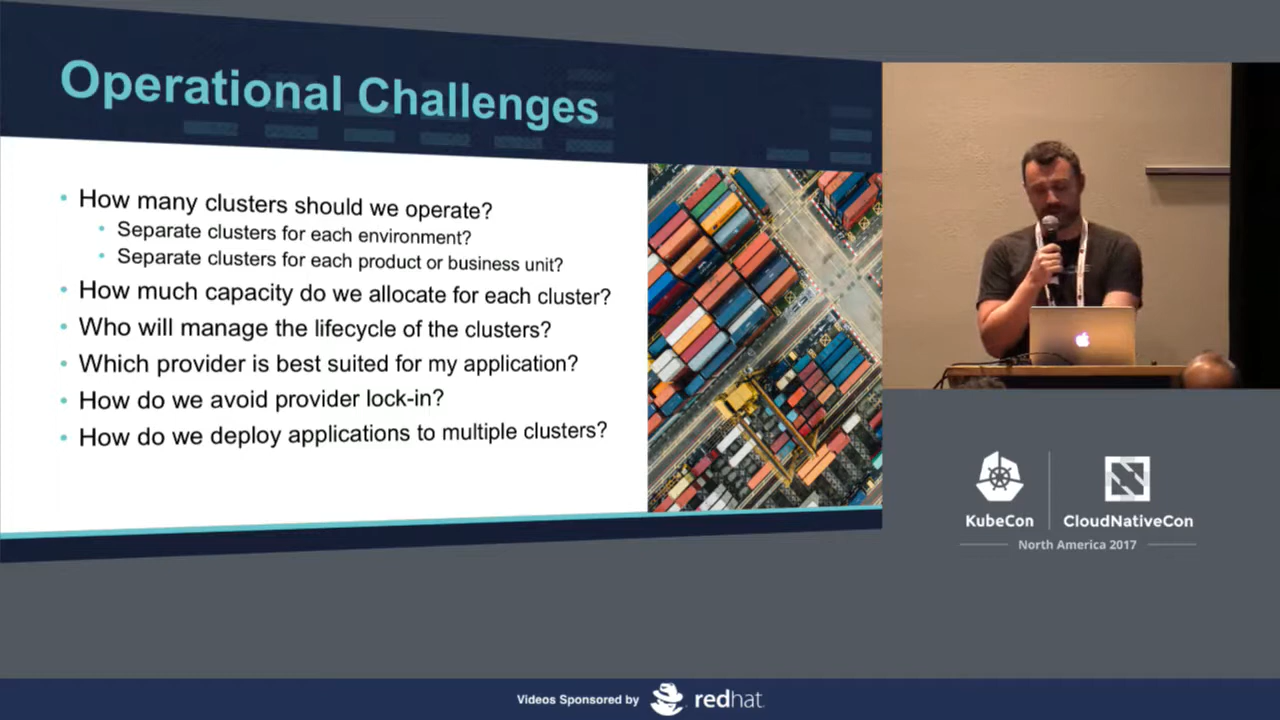 Operational Challenges
• How many clusters should we operate?
• Separate clusters for each environment?
• Separate clusters for each product or business unit?
• How much capacity do we allocate for each cluster?
• Who will manage the lifecycle of the clusters?
• Which provider is best suited for my application?
• How do we avoid provider lock-in?
• How do we deploy applications to multiple clusters?
KubeCon
CloudNativeCon
North America 2017
Videos Sponsored by
redhat.